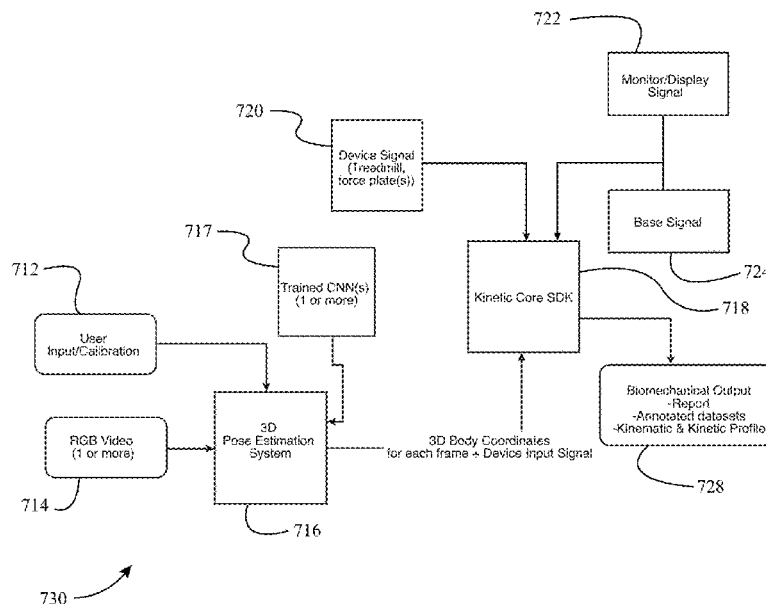 722
Monitor/Display
Signal
720
Device Signal
(Treadmill,
force plate(s))
717
Base Signal
724
712
Trained CNN(s)
(1 or more)
Kinetic Core SDK
718
User
Input/Calibration
Biomechanical Output
-Report
-Annotated datasets
-Kinematic & Kinetic Profiles
RGB Video
(1 or more)
3D
Pose Estimation
System
3D Body Coordinates
for each frame + Device Input Signal
714
728
716
730